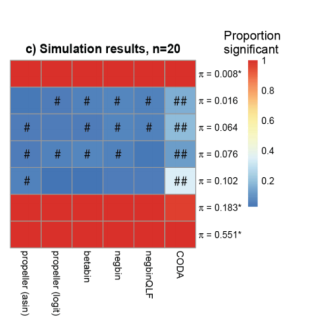 Proportion
significant
c) Simulation results, n=20
1
0.8
0.6
0.4
0.2
π = 0.008*
# # # # ## π = 0.016
# # # # ## π = 0.064
# # # # ## π = 0.076
# ## π = 0.102
π = 0.183*
π = 0.551*
propeller (asin)
propeller (logit)
betabin
negbin
negbinQLF
CODA